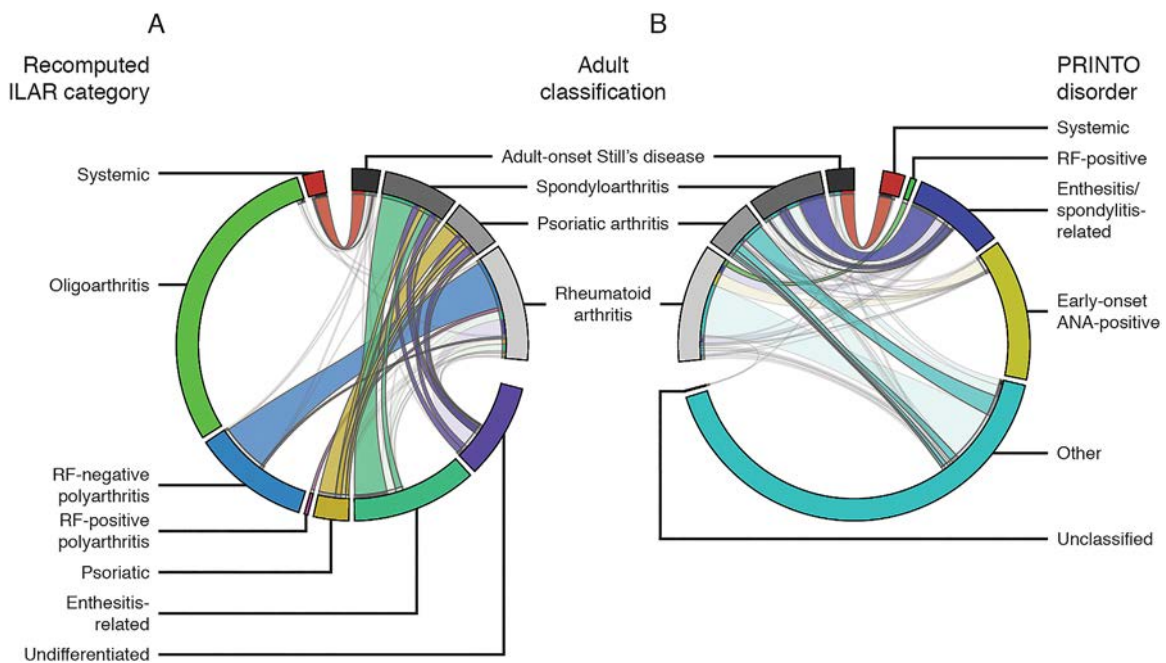 A
B
Recomputed
ILAR category
Adult
classification
PRINTO
disorder
Systemic
Oligoarthritis
RF-negative
polyarthritis
RF-positive
polyarthritis
Psoriatic
Enthesitis-
related
Undifferentiated
Adult-onset Still's disease
Spondyloarthritis
Psoriatic arthritis
Rheumatoid
arthritis
Systemic
RF-positive
Enthesitis/
spondylitis-
related
Early-onset
ANA-positive
Other
Unclassified